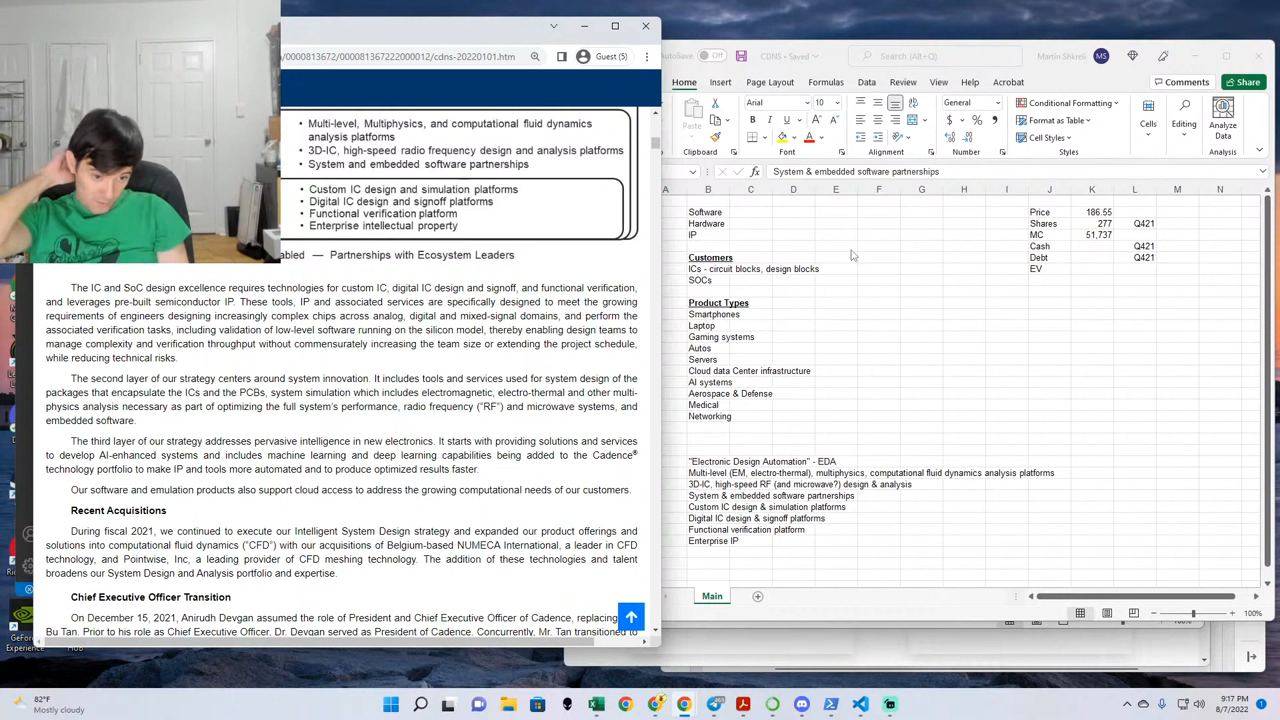 0000813672/000081367222000012/cdns-20220101.htm
Guest (5)
Multi-level, Multiphysics, and computational fluid dynamics
analysis platforms
3D-IC, high-speed radio frequency design and analysis platforms
System and embedded software partnerships
Custom IC design and simulation platforms
Digital IC design and signoff platforms
Functional verification platform
Enterprise intellectual property
abled — Partnerships with Ecosystem Leaders
The IC and SoC design excellence requires technologies for custom IC, digital IC design and signoff, and functional verification,
and leverages pre-built semiconductor IP. These tools, IP and associated services are specifically designed to meet the growing
requirements of engineers designing increasingly complex chips across analog, digital and mixed-signal domains, and perform the
associated verification tasks, including validation of low-level software running on the silicon model, thereby enabling design teams to
manage complexity and verification throughput without commensurately increasing the team size or extending the project schedule,
while reducing technical risks.
The second layer of our strategy centers around system innovation. It includes tools and services used for system design of the
packages that encapsulate the ICs and the PCBs, system simulation which includes electromagnetic, electro-thermal and other multi-
physics analysis necessary as part of optimizing the full system's performance, radio-frequency ("RF") and microwave systems, and
embedded software.
The third layer of our strategy addresses pervasive intelligence in new electronics. It starts with providing solutions and services
to develop AI-enhanced systems and includes machine learning and deep learning capabilities being added to the Cadence®
technology portfolio to make IP and tools more automated and to produce optimized results faster.
Our software and emulation products also support cloud access to address the growing computational needs of our customers.
Recent Acquisitions
During fiscal 2021, we continued to execute our Intelligent System Design strategy and expanded our product offerings
and solutions into computational fluid dynamics ("CFD") with our acquisitions of Belgium-based NUMECA International, a leader in CFD
technology, and Pointwise, Inc, a leading provider of CFD meshing technology. The addition of these technologies and talent
broadens our System Design and Analysis portfolio and expertise.
Chief Executive Officer Transition
On December 15, 2021, Anirudh Devgan assumed the role of President and Chief Executive Officer of Cadence, replacing
Bu Tan. Prior to his role as Chief Executive Officer, Dr. Devgan served as President of Cadence. Concurrently, Mr. Tan transitioned to
GeForce
Experience
AutoSave Off CDNS - Saved Search (Alt+Q) Martin Shkreli MS
Home Insert Page Layout Formulas Data Review View Help Acrobat Comments Share
Paste Arial 10 General Conditional Formatting Format as Table Cell Styles Cells Editing Analyze Data
Clipboard Font Alignment Number Styles Analysis
fx System & embedded software partnerships
A B C D E F G H I J K L M N
Software Price 186.55
Hardware Shares 277 Q421
IP MC 51,737
Cash Q421
Customers Debt Q421
ICs - circuit blocks, design blocks EV
SOCs
Product Types
Smartphones
Laptop
Gaming systems
Autos
Servers
Cloud data Center infrastructure
AI systems
Aerospace & Defense
Medical
Networking
"Electronic Design Automation" - EDA
Multi-level (EM, electro-thermal), multiphysics, computational fluid dynamics analysis platforms
3D-IC, high-speed RF (and microwave?) design & analysis
System & embedded software partnerships
Custom IC design & simulation platforms
Digital IC design & signoff platforms
Functional verification platform
Enterprise IP
Main
100%
82°F
Mostly cloudy
9:17 PM
8/7/2022